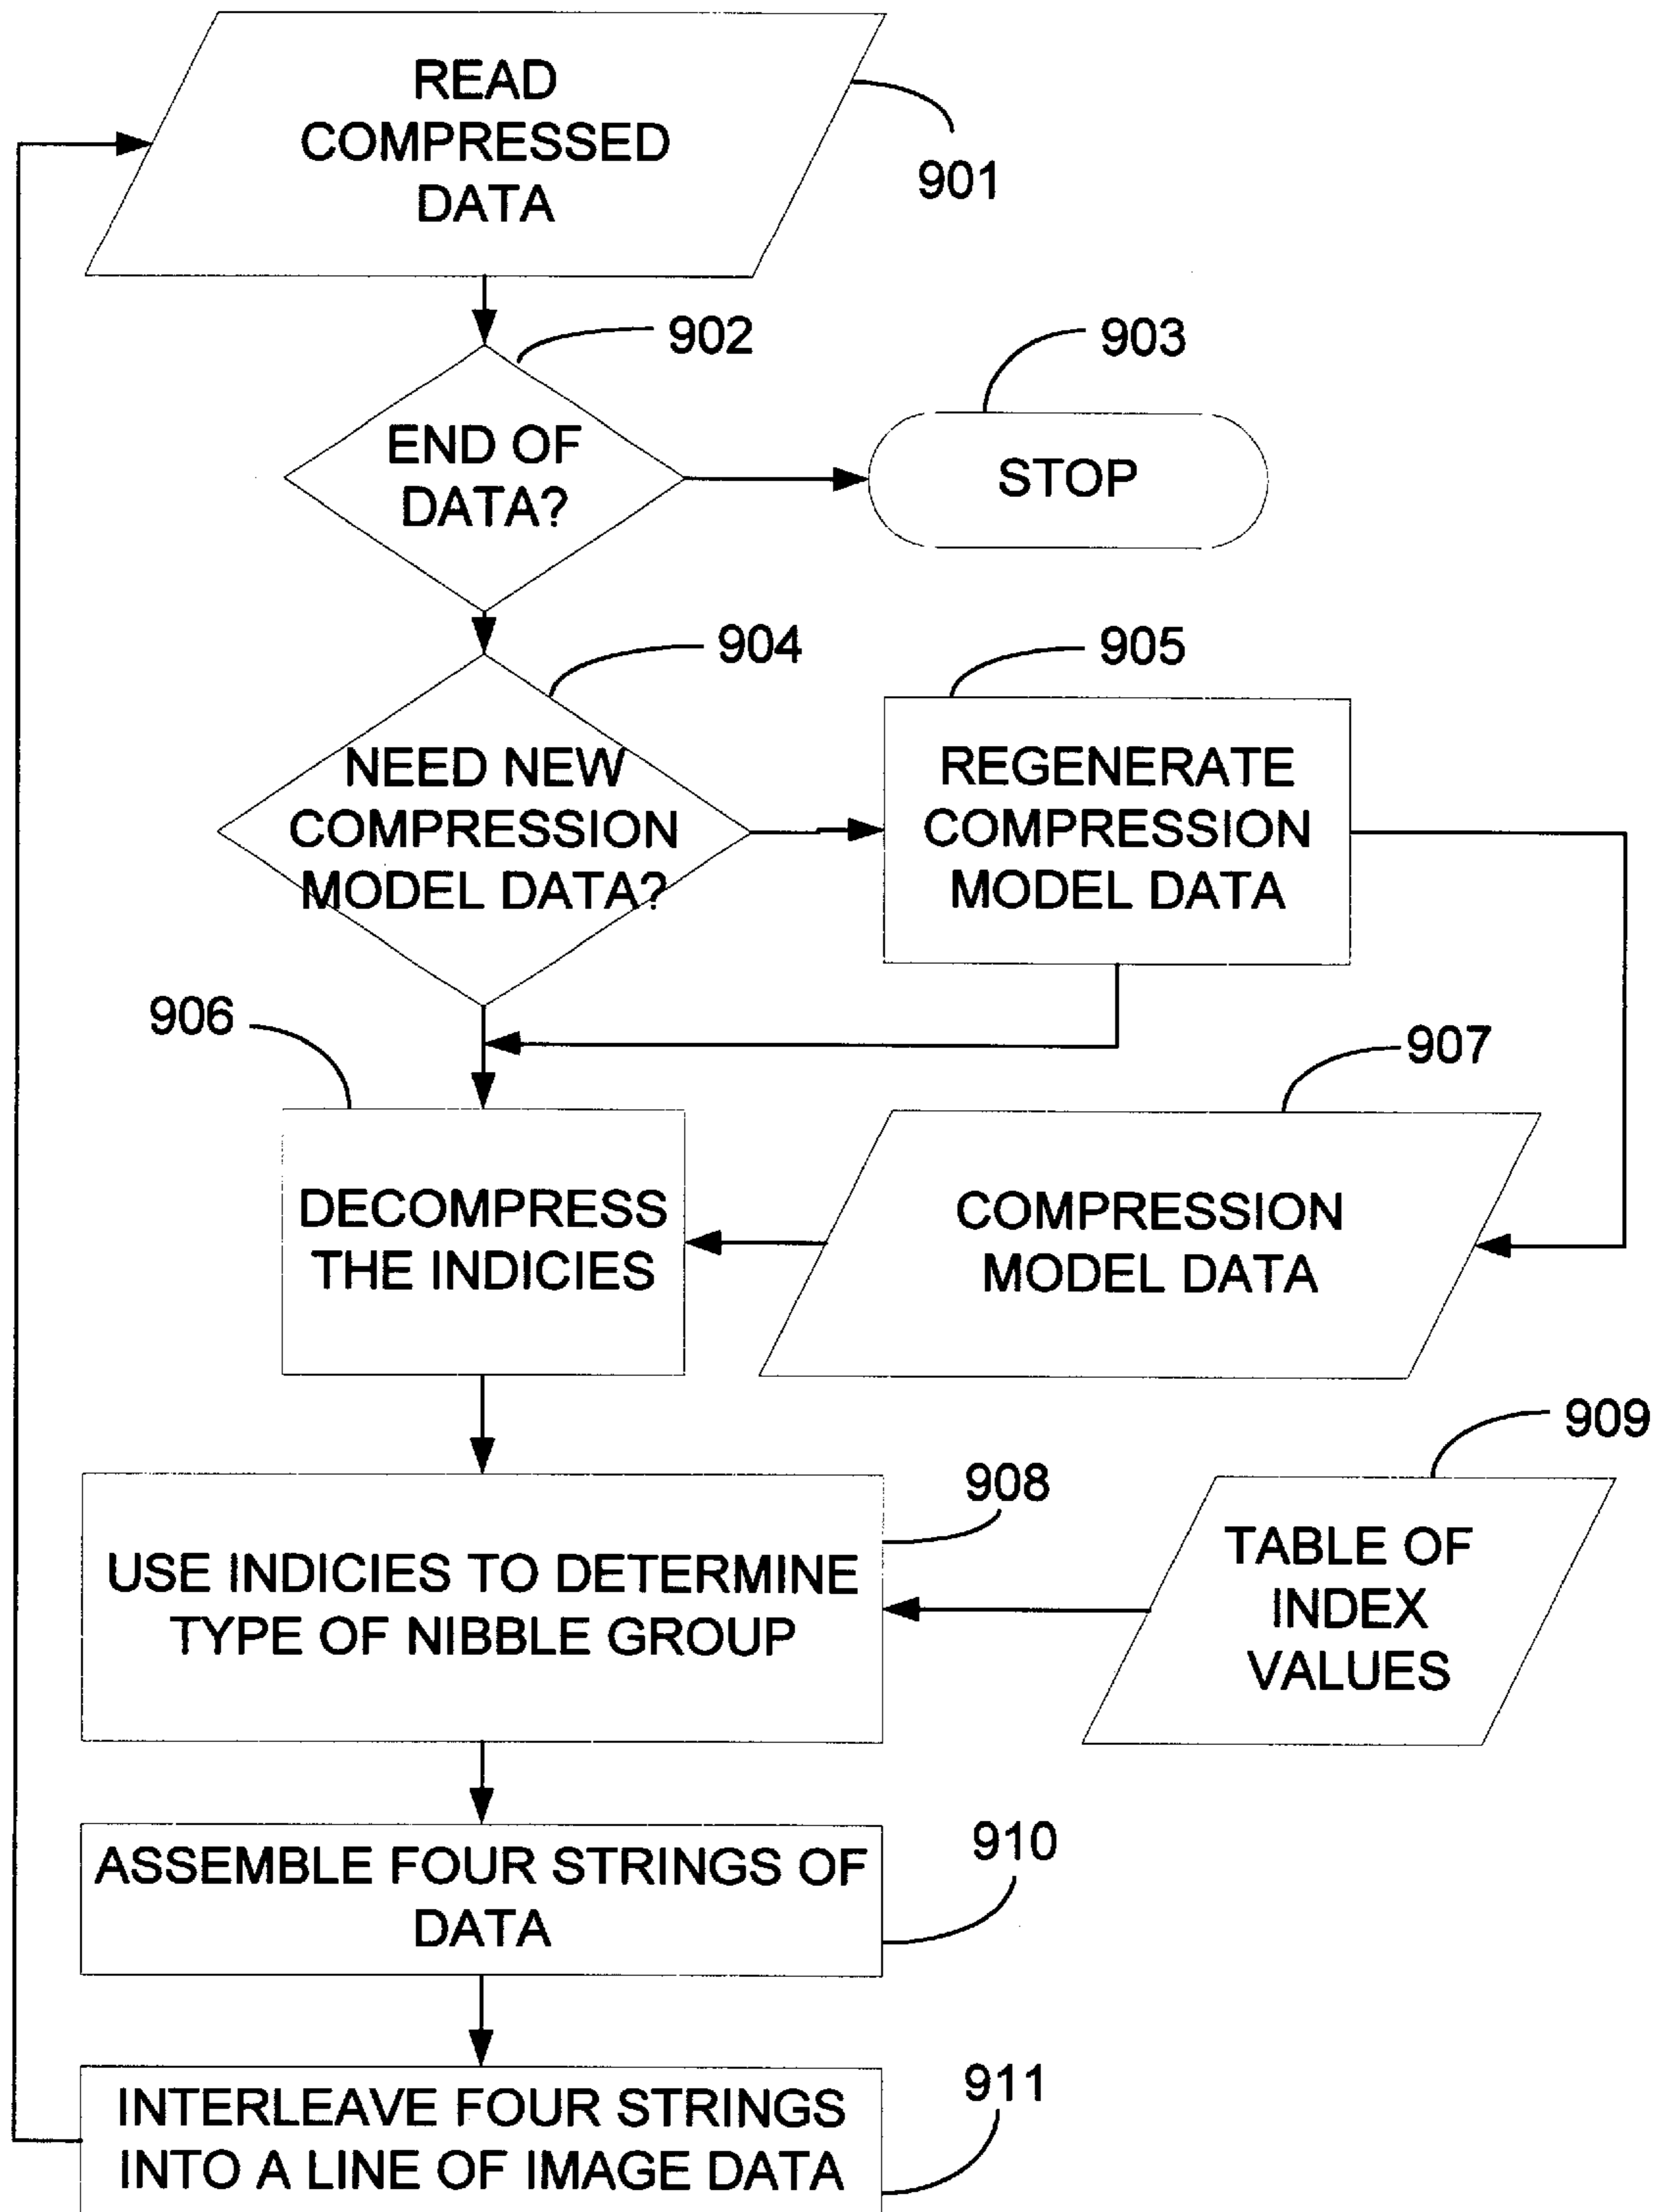 READ
COMPRESSED
DATA
901
902
903
END OF
DATA?
STOP
904
905
NEED NEW
COMPRESSION
MODEL DATA?
REGENERATE
COMPRESSION
MODEL DATA
906
907
DECOMPRESS
THE INDICIES
COMPRESSION
MODEL DATA
909
908
USE INDICIES TO DETERMINE
TYPE OF NIBBLE GROUP
TABLE OF
INDEX
VALUES
910
ASSEMBLE FOUR STRINGS OF
DATA
911
INTERLEAVE FOUR STRINGS
INTO A LINE OF IMAGE DATA